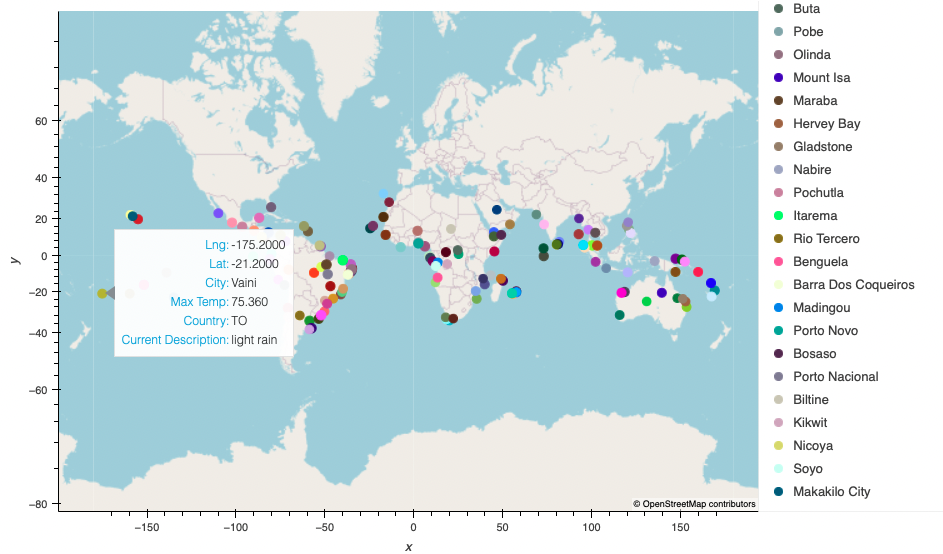 Buta
Pobe
Olinda
Mount Isa
Maraba
Hervey Bay
Gladstone
Nabire
Pochutla
Itarema
Rio Tercero
Benguela
Barra Dos Coqueiros
Madingou
Porto Novo
Bosaso
Porto Nacional
Biltine
Kikwit
Nicoya
Soyo
Makakilo City
y
60
40
20
0
−20
−40
−60
−80
Lng: -175.2000
Lat: -21.2000
City: Vaini
Max Temp: 75.360
Country: TO
Current Description: light rain
© OpenStreetMap contributors
−150
−100
−50
0
50
100
150
x